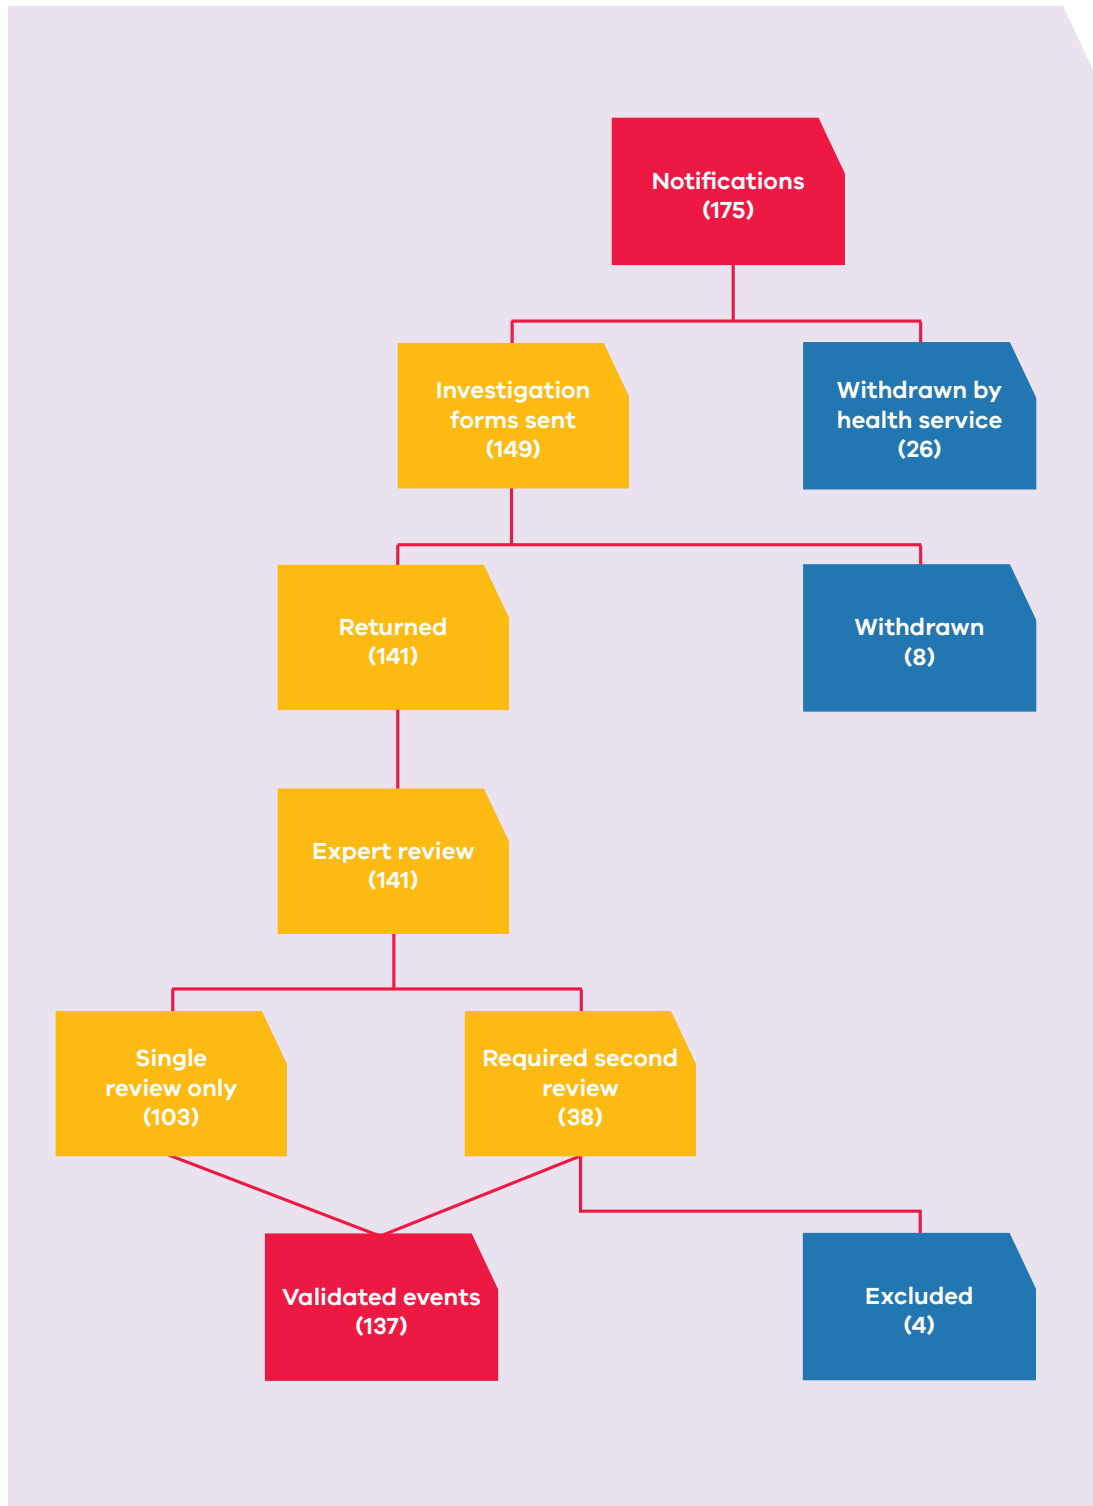 Notifications
(175)
Investigation
forms sent
(149)
Withdrawn by
health service
(26)
Returned
(141)
Withdrawn
(8)
Expert review
(141)
Single
review only
(103)
Required second
review
(38)
Validated events
(137)
Excluded
(4)